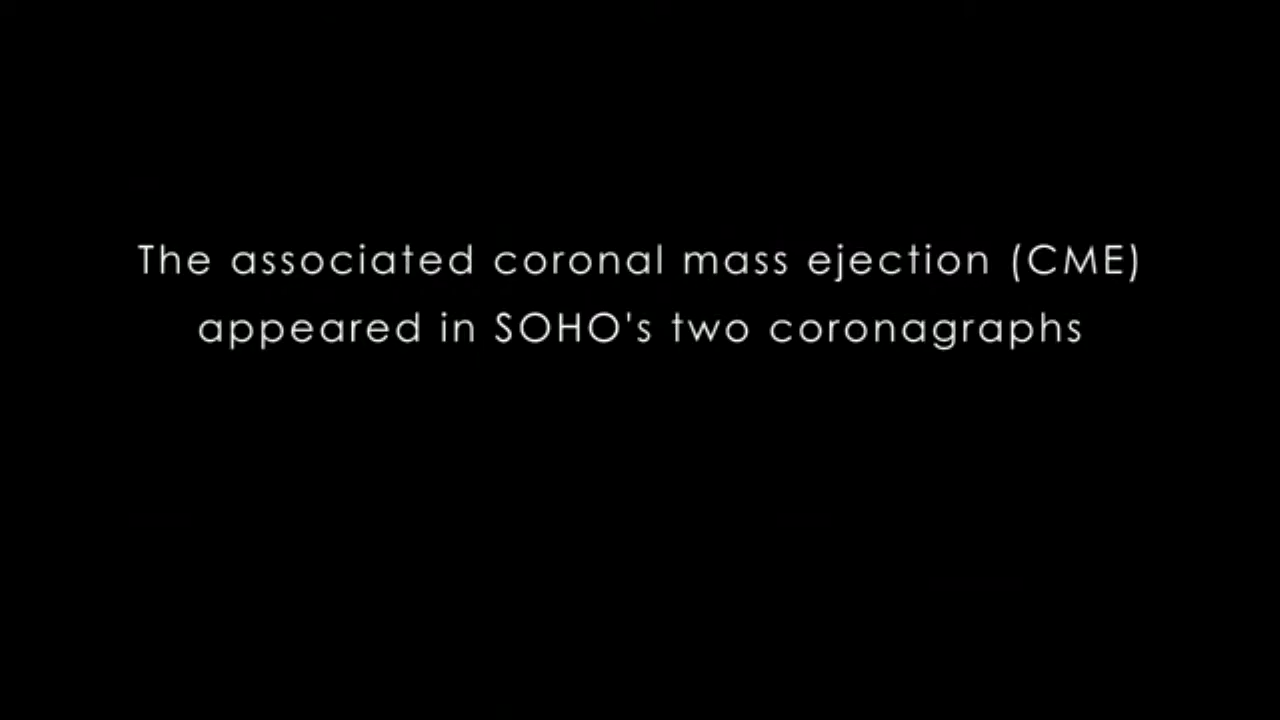 The associated coronal mass ejection (CME)
appeared in SOHO's two coronagraphs